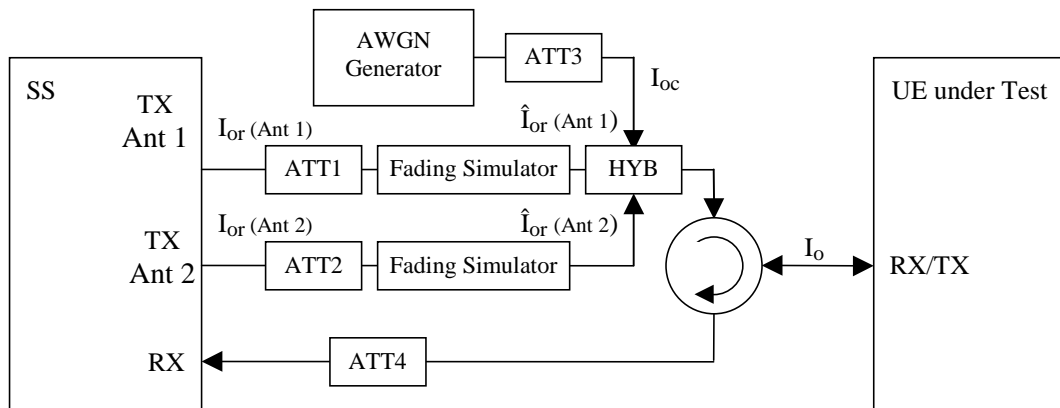 AWGN
Generator
ATT3
SS
UE under Test
I_oc
TX
Ant 1
I_or (Ant 1)
Î_or (Ant 1)
ATT1
Fading Simulator
HYB
TX
Ant 2
I_or (Ant 2)
Î_or (Ant 2)
ATT2
Fading Simulator
I_o
RX/TX
RX
ATT4